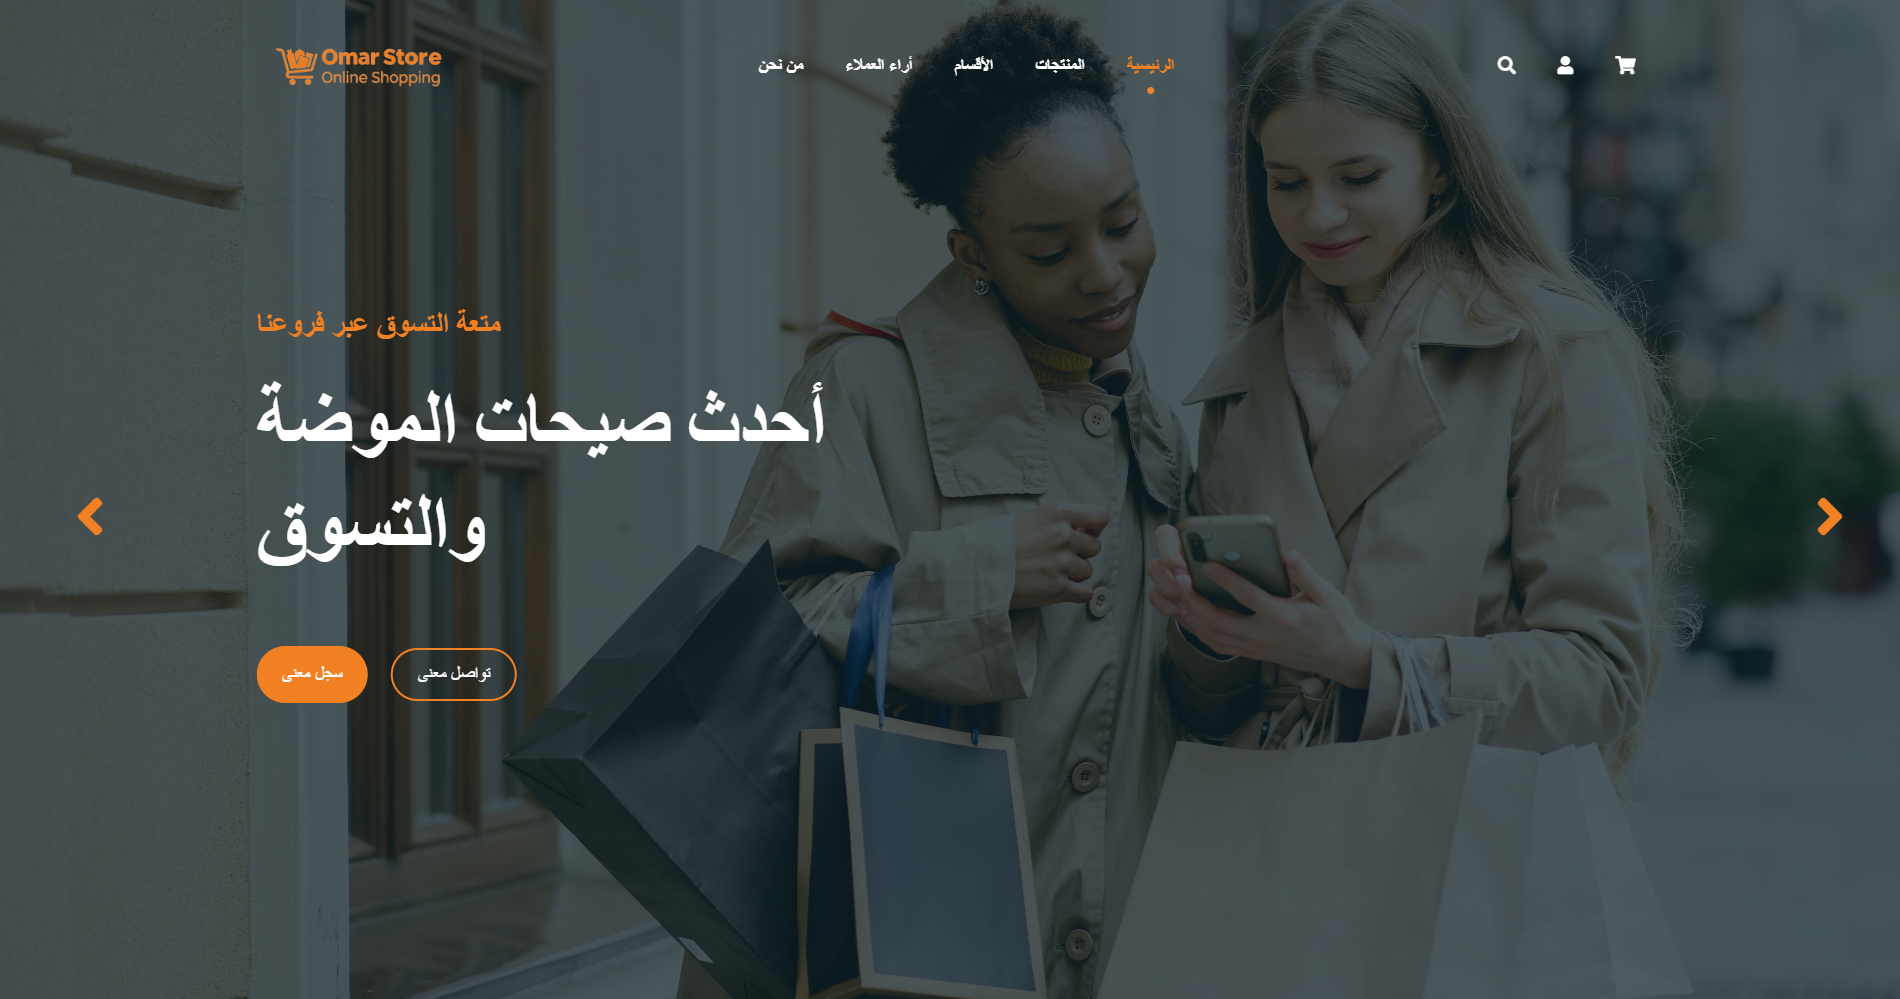 Omar Store
Online Shopping
الرئيسية
المنتجات
الأقسام
أراء العملاء
من نحن
متعة التسوق عبر فروعنا
أحدث صيحات الموضة
والتسوق
تواصل معنى
سجل معنى